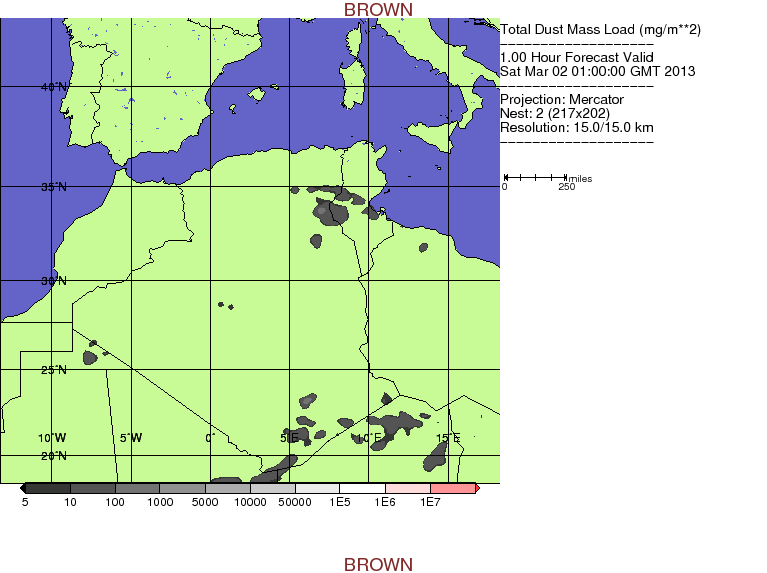 BROWN
Total Dust Mass Load (mg/m**2)
−−−−−−−−−−−−−−−−−−−
1.00 Hour Forecast Valid
Sat Mar 02 01:00:00 GMT 2013
−−−−−−−−−−−−−−−−−−−
Projection: Mercator
Nest: 2 (217x202)
Resolution: 15.0/15.0 km
−−−−−−−−−−−−−−−−−−−
miles
0 250
40°N
35°N
30°N
25°N
10°W 5°W 0° 5°E 10°E 15°E
20°N
5 10 100 1000 5000 10000 50000 1E5 1E6 1E7
BROWN